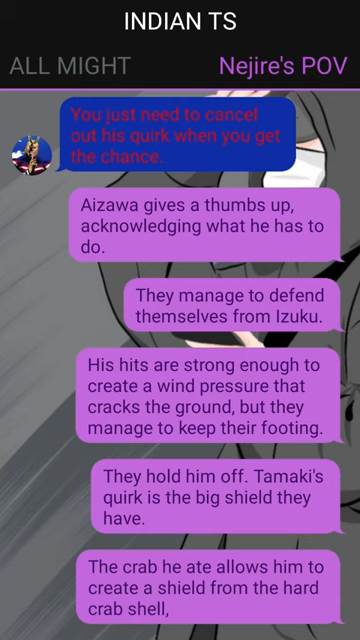 INDIAN TS
ALL MIGHT
Nejire's POV
You just need to cancel
out his quirk when you get
the chance.
Aizawa gives a thumbs up,
acknowledging what he has to
do.
They manage to defend
themselves from Izuku.
His hits are strong enough to
create a wind pressure that
cracks the ground, but they
manage to keep their footing.
They hold him off. Tamaki's
quirk is the big shield they
have.
The crab he ate allows him to
create a shield from the hard
crab shell,